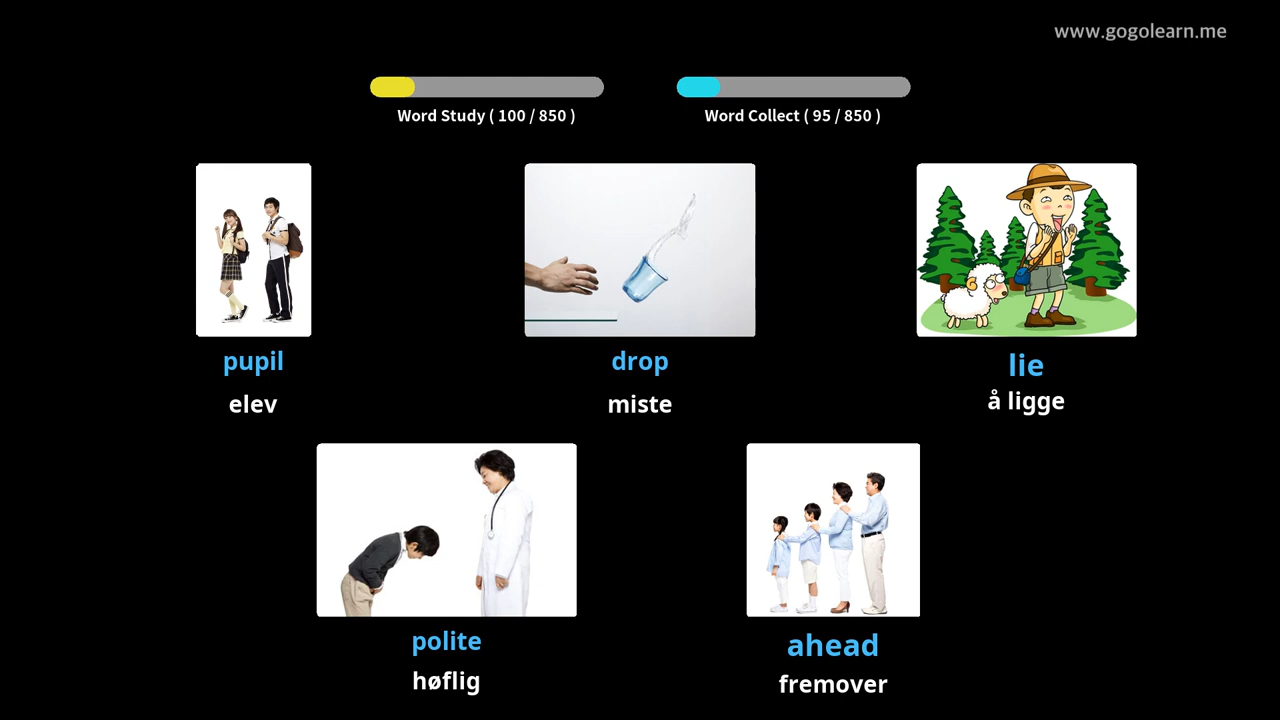 www.gogolearn.me
Word Study ( 100 / 850 )
Word Collect ( 95 / 850 )
pupil
elev
drop
miste
lie
å ligge
polite
høflig
ahead
fremover